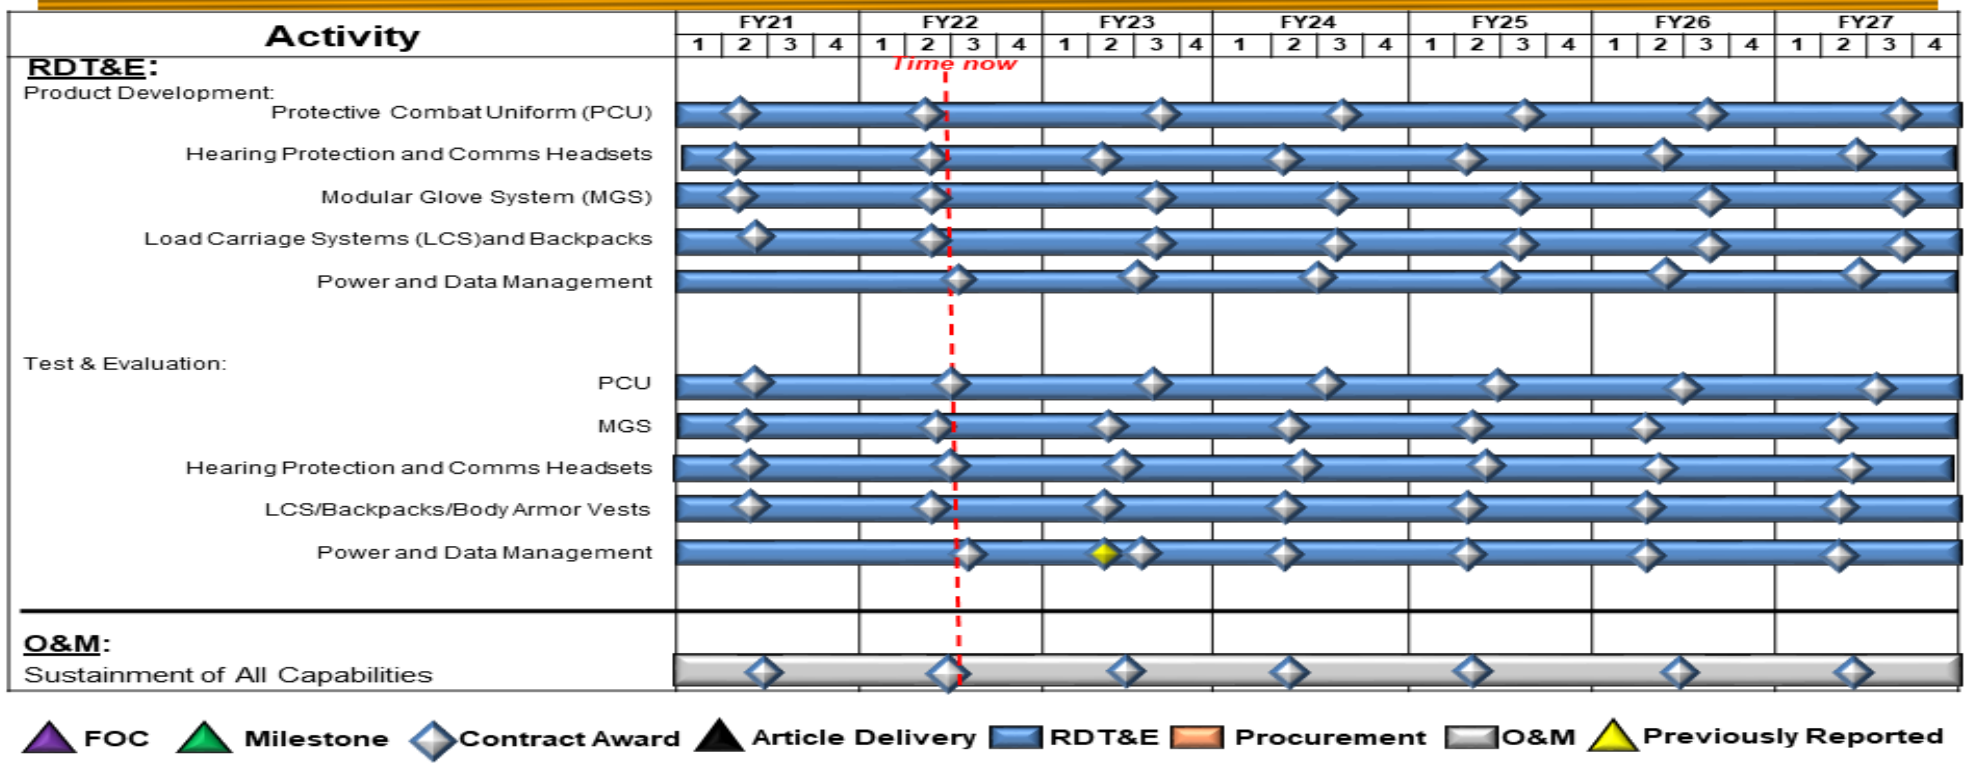 Activity
FY21 FY22 FY23 FY24 FY25 FY26 FY27
1 2 3 4 1 2 3 4 1 2 3 4 1 2 3 4 1 2 3 4 1 2 3 4 1 2 3 4
Time now
RDT&E:
Product Development:
Protective Combat Uniform (PCU)
Hearing Protection and Comms Headsets
Modular Glove System (MGS)
Load Carriage Systems (LCS)and Backpacks
Power and Data Management
Test & Evaluation:
PCU
MGS
Hearing Protection and Comms Headsets
LCS/Backpacks/Body Armor Vests
Power and Data Management
O&M:
Sustainment of All Capabilities
FOC Milestone Contract Award Article Delivery RDT&E Procurement O&M Previously Reported